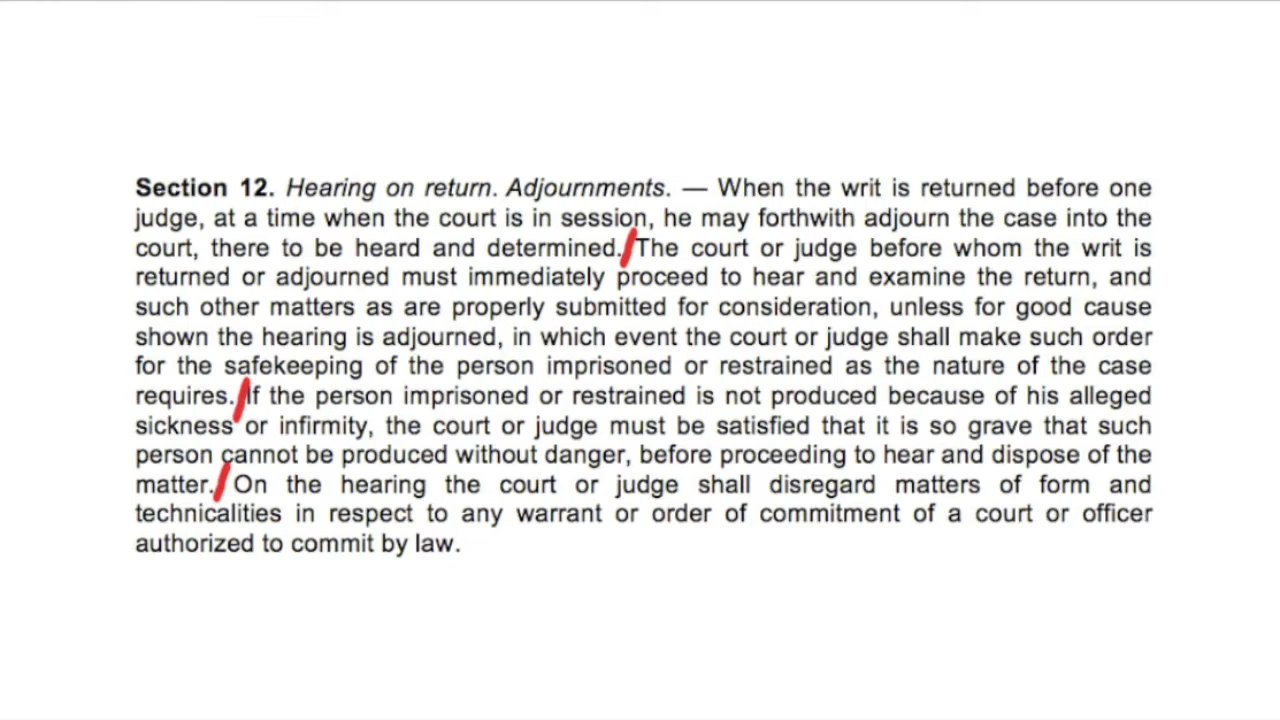 Section 12. Hearing on return. Adjournments. — When the writ is returned before one
judge, at a time when the court is in session, he may forthwith adjourn the case into the
court, there to be heard and determined. The court or judge before whom the writ is
returned or adjourned must immediately proceed to hear and examine the return, and
such other matters as are properly submitted for consideration, unless for good cause
shown the hearing is adjourned, in which event the court or judge shall make such order
for the safekeeping of the person imprisoned or restrained as the nature of the case
requires. If the person imprisoned or restrained is not produced because of his alleged
sickness or infirmity, the court or judge must be satisfied that it is so grave that such
person cannot be produced without danger, before proceeding to hear and dispose of the
matter. On the hearing the court or judge shall disregard matters of form and
technicalities in respect to any warrant or order of commitment of a court or officer
authorized to commit by law.